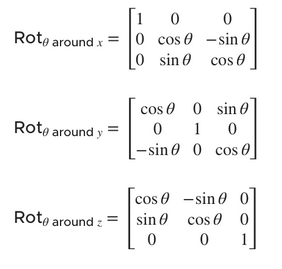 1 0 0
Rotθ around x = 0 cos θ −sin θ
0 sin θ cos θ
cos θ 0 sin θ
Rotθ around y = 0 1 0
−sin θ 0 cos θ
cos θ −sin θ 0
Rotθ around z = sin θ cos θ 0
0 0 1